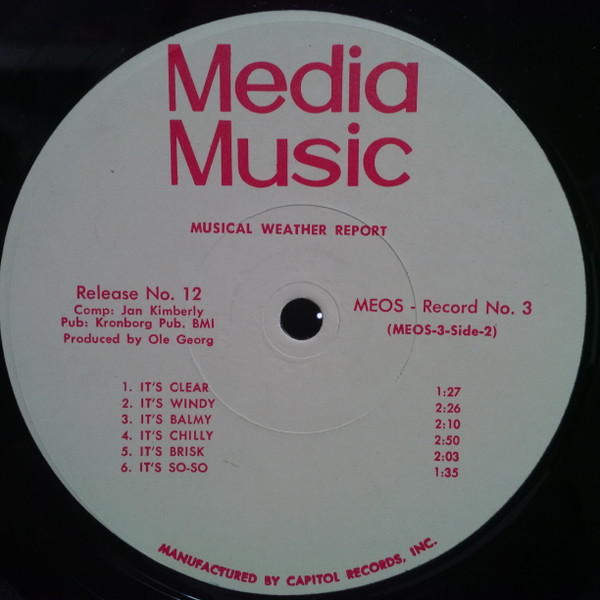 Media
Music
MUSICAL WEATHER REPORT
Release No. 12
Comp: Jan Kimberly
Pub: Kronborg Pub. BMI
Produced by Ole Georg
MEOS - Record No. 3
(MEOS-3-Side-2)
1. IT'S CLEAR 1:27
2. IT'S WINDY 2:26
3. IT'S BALMY 2:10
4. IT'S CHILLY 2:50
5. IT'S BRISK 2:03
6. IT'S SO-SO 1:35
MANUFACTURED BY CAPITOL RECORDS, INC.